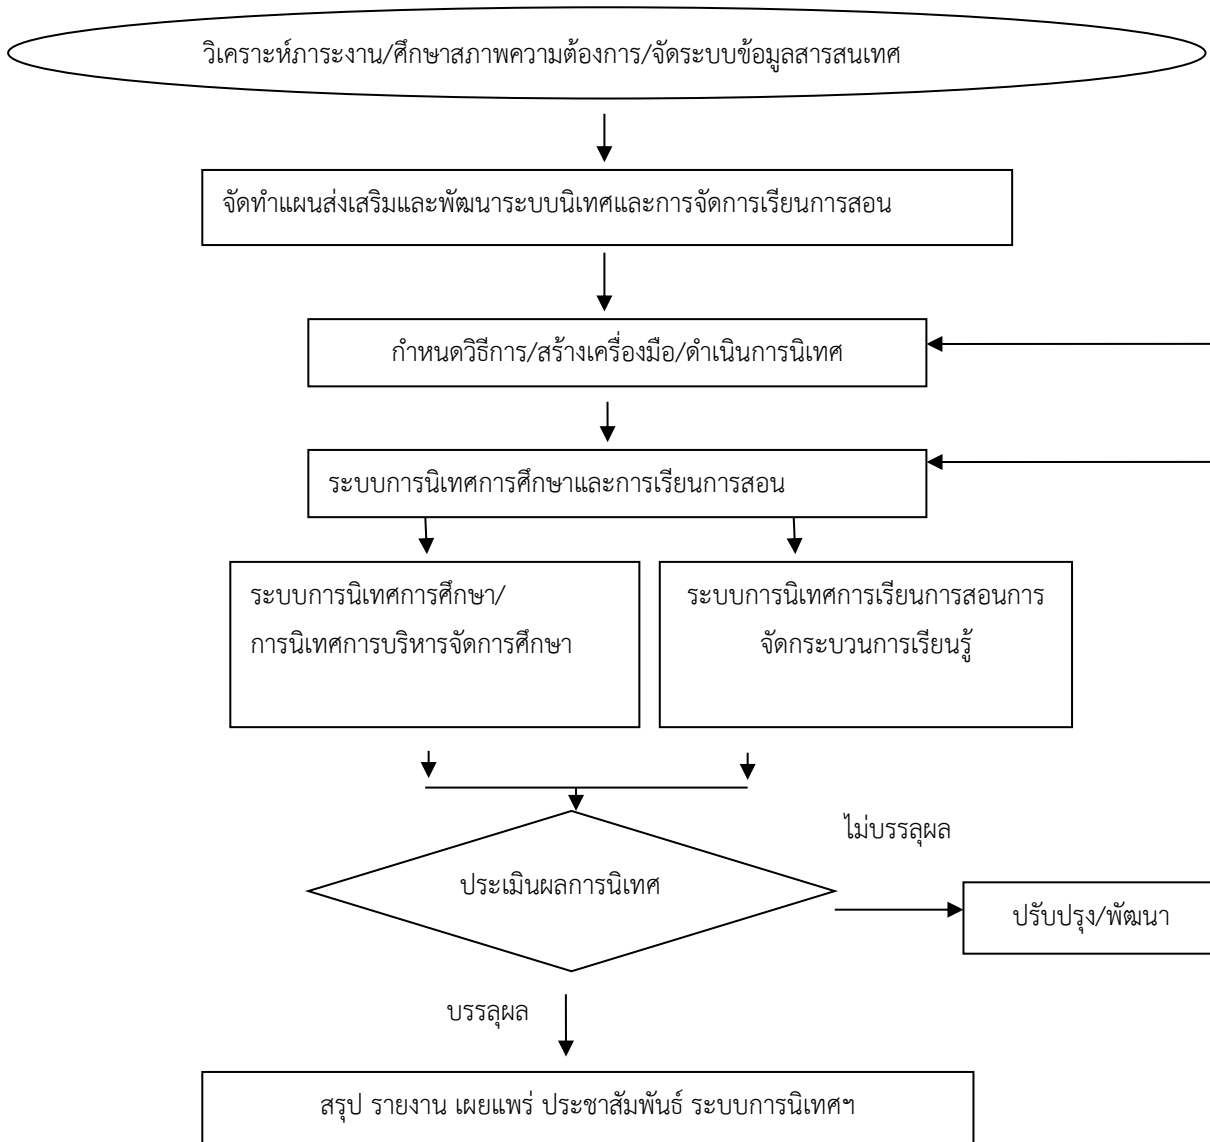 วิเคราะห์ภาระงาน/ศึกษาสภาพความต้องการ/จัดระบบข้อมูลสารสนเทศ
จัดทำแผนส่งเสริมและพัฒนาระบบนิเทศและการจัดการเรียนการสอน
กำหนดวิธีการ/สร้างเครื่องมือ/ดำเนินการนิเทศ
ระบบการนิเทศการศึกษาและการเรียนการสอน
ระบบการนิเทศการศึกษา/
การนิเทศการบริหารจัดการศึกษา
ระบบการนิเทศการเรียนการสอนการ
จัดกระบวนการเรียนรู้
ไม่บรรลุผล
ประเมินผลการนิเทศ
ปรับปรุง/พัฒนา
บรรลุผล
สรุป รายงาน เผยแพร่ ประชาสัมพันธ์ ระบบการนิเทศฯ